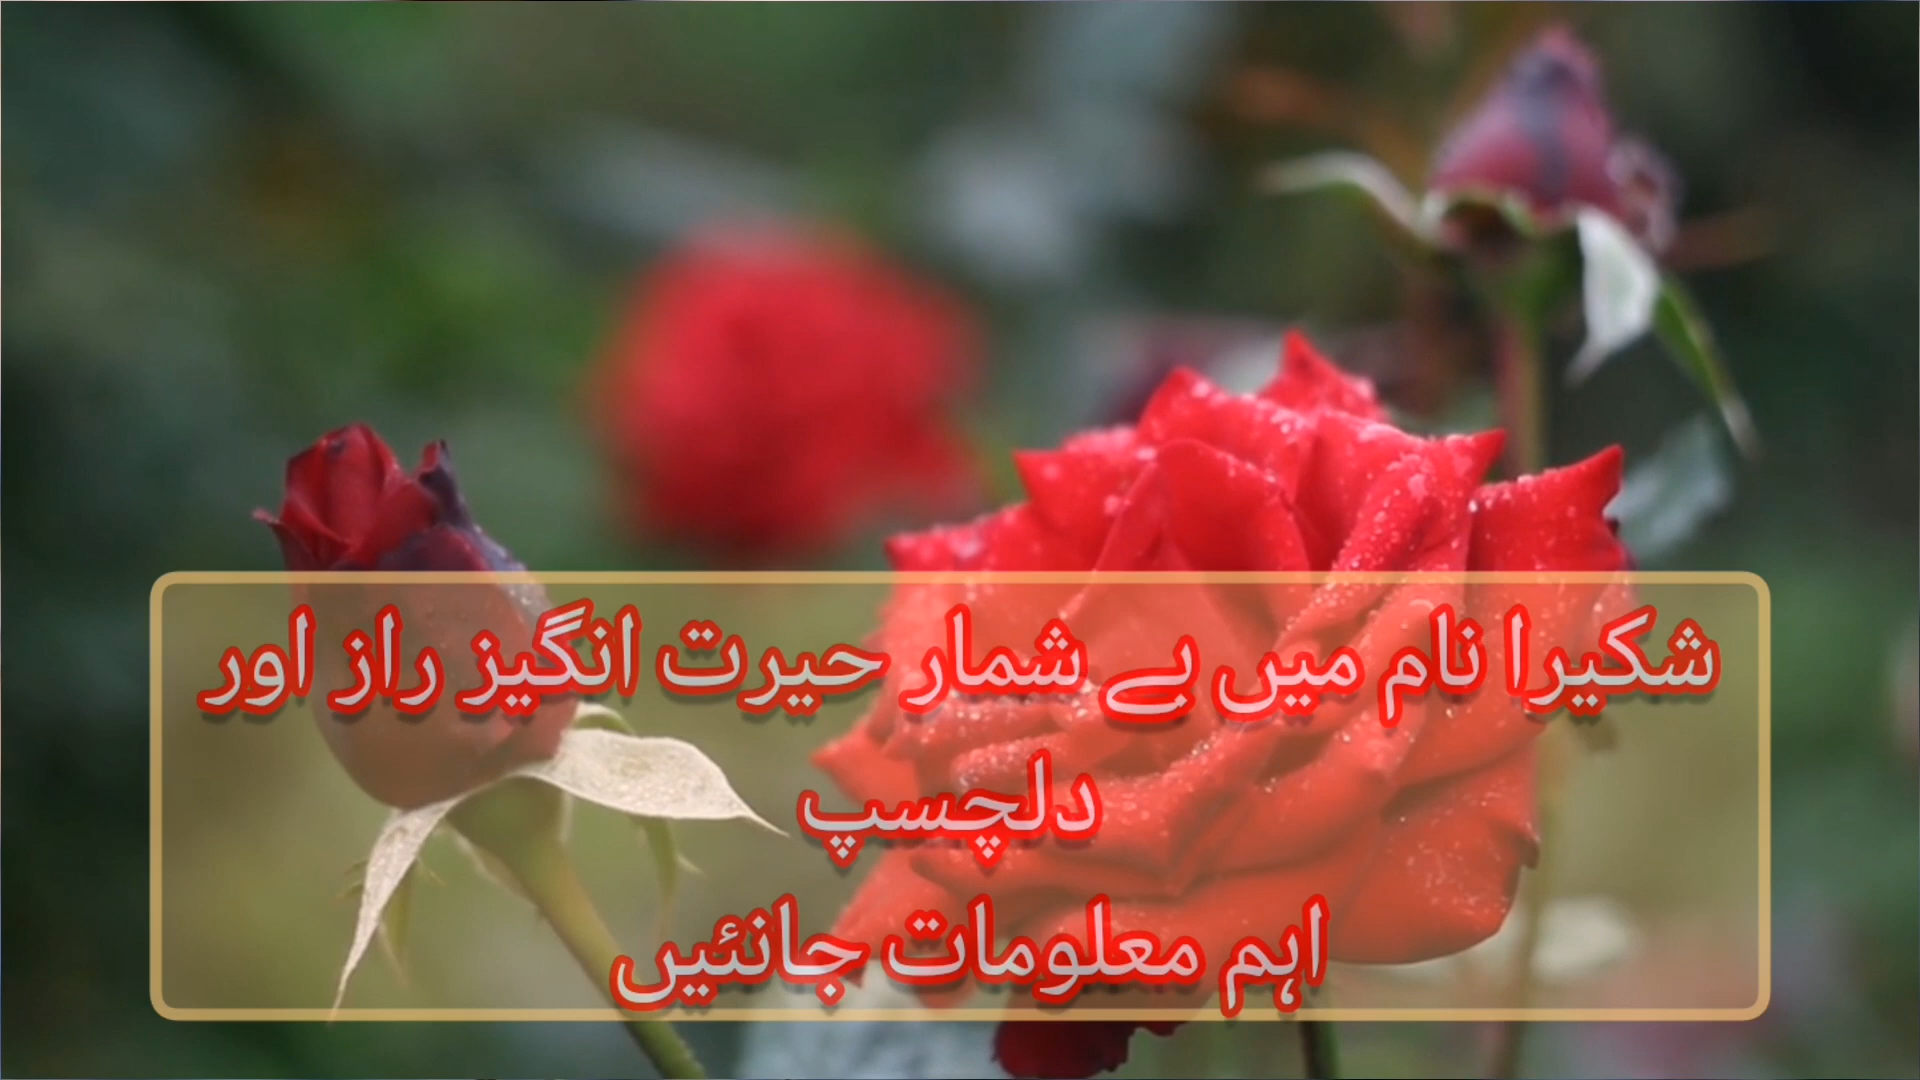 شکیرا نام میں بے شمار حیرت انگیز راز اور
دلچسپ
اہم معلومات جانئیں